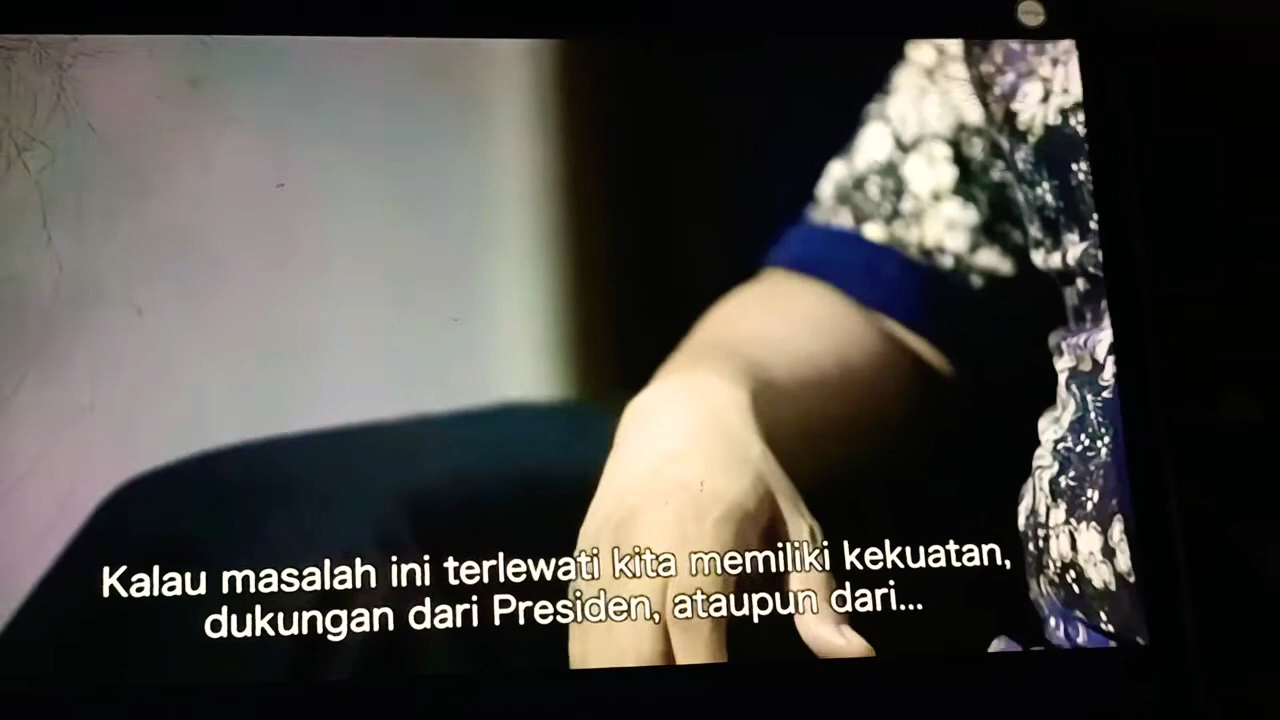 Kalau masalah ini terlewati kita memiliki kekuatan,
dukungan dari Presiden, ataupun dari...